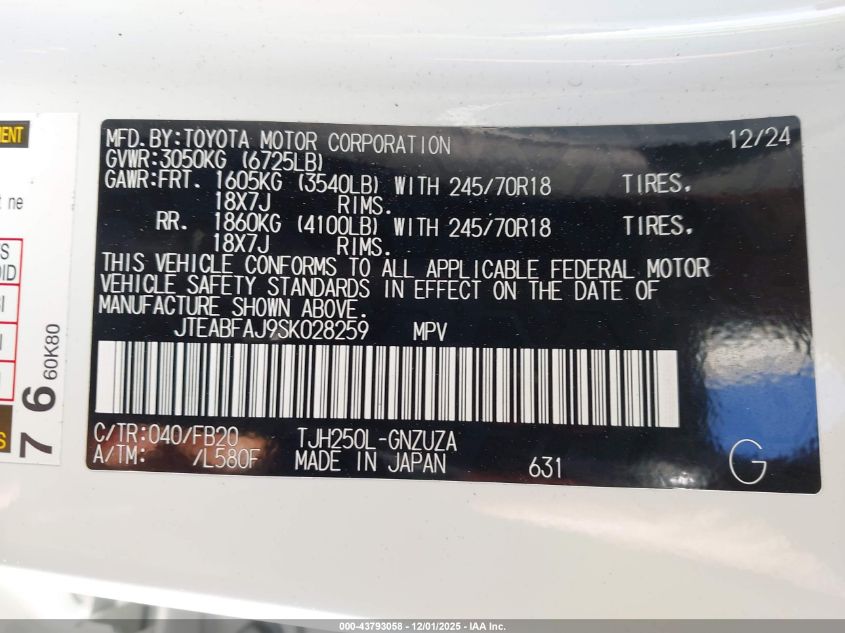 MFD.BY:TOYOTA MOTOR CORPORATION 12/24
GVWR:3050KG (6725LB)
GAWR:FRT. 1605KG (3540LB) WITH 245/70R18 TIRES,
18X7J RIMS.
RR. 1860KG (4100LB) WITH 245/70R18 TIRES,
18X7J RIMS.
THIS VEHICLE CONFORMS TO ALL APPLICABLE FEDERAL MOTOR
VEHICLE SAFETY STANDARDS IN EFFECT ON THE DATE OF
MANUFACTURE SHOWN ABOVE.
JTEABFAJ9SK028259 MPV
C/TR:040/FB20 TJH250L-GNZUZA
A/TM: /L580F MADE IN JAPAN 631 G
76 60K80
000-43793058 - 12/01/2025 - IAA Inc.